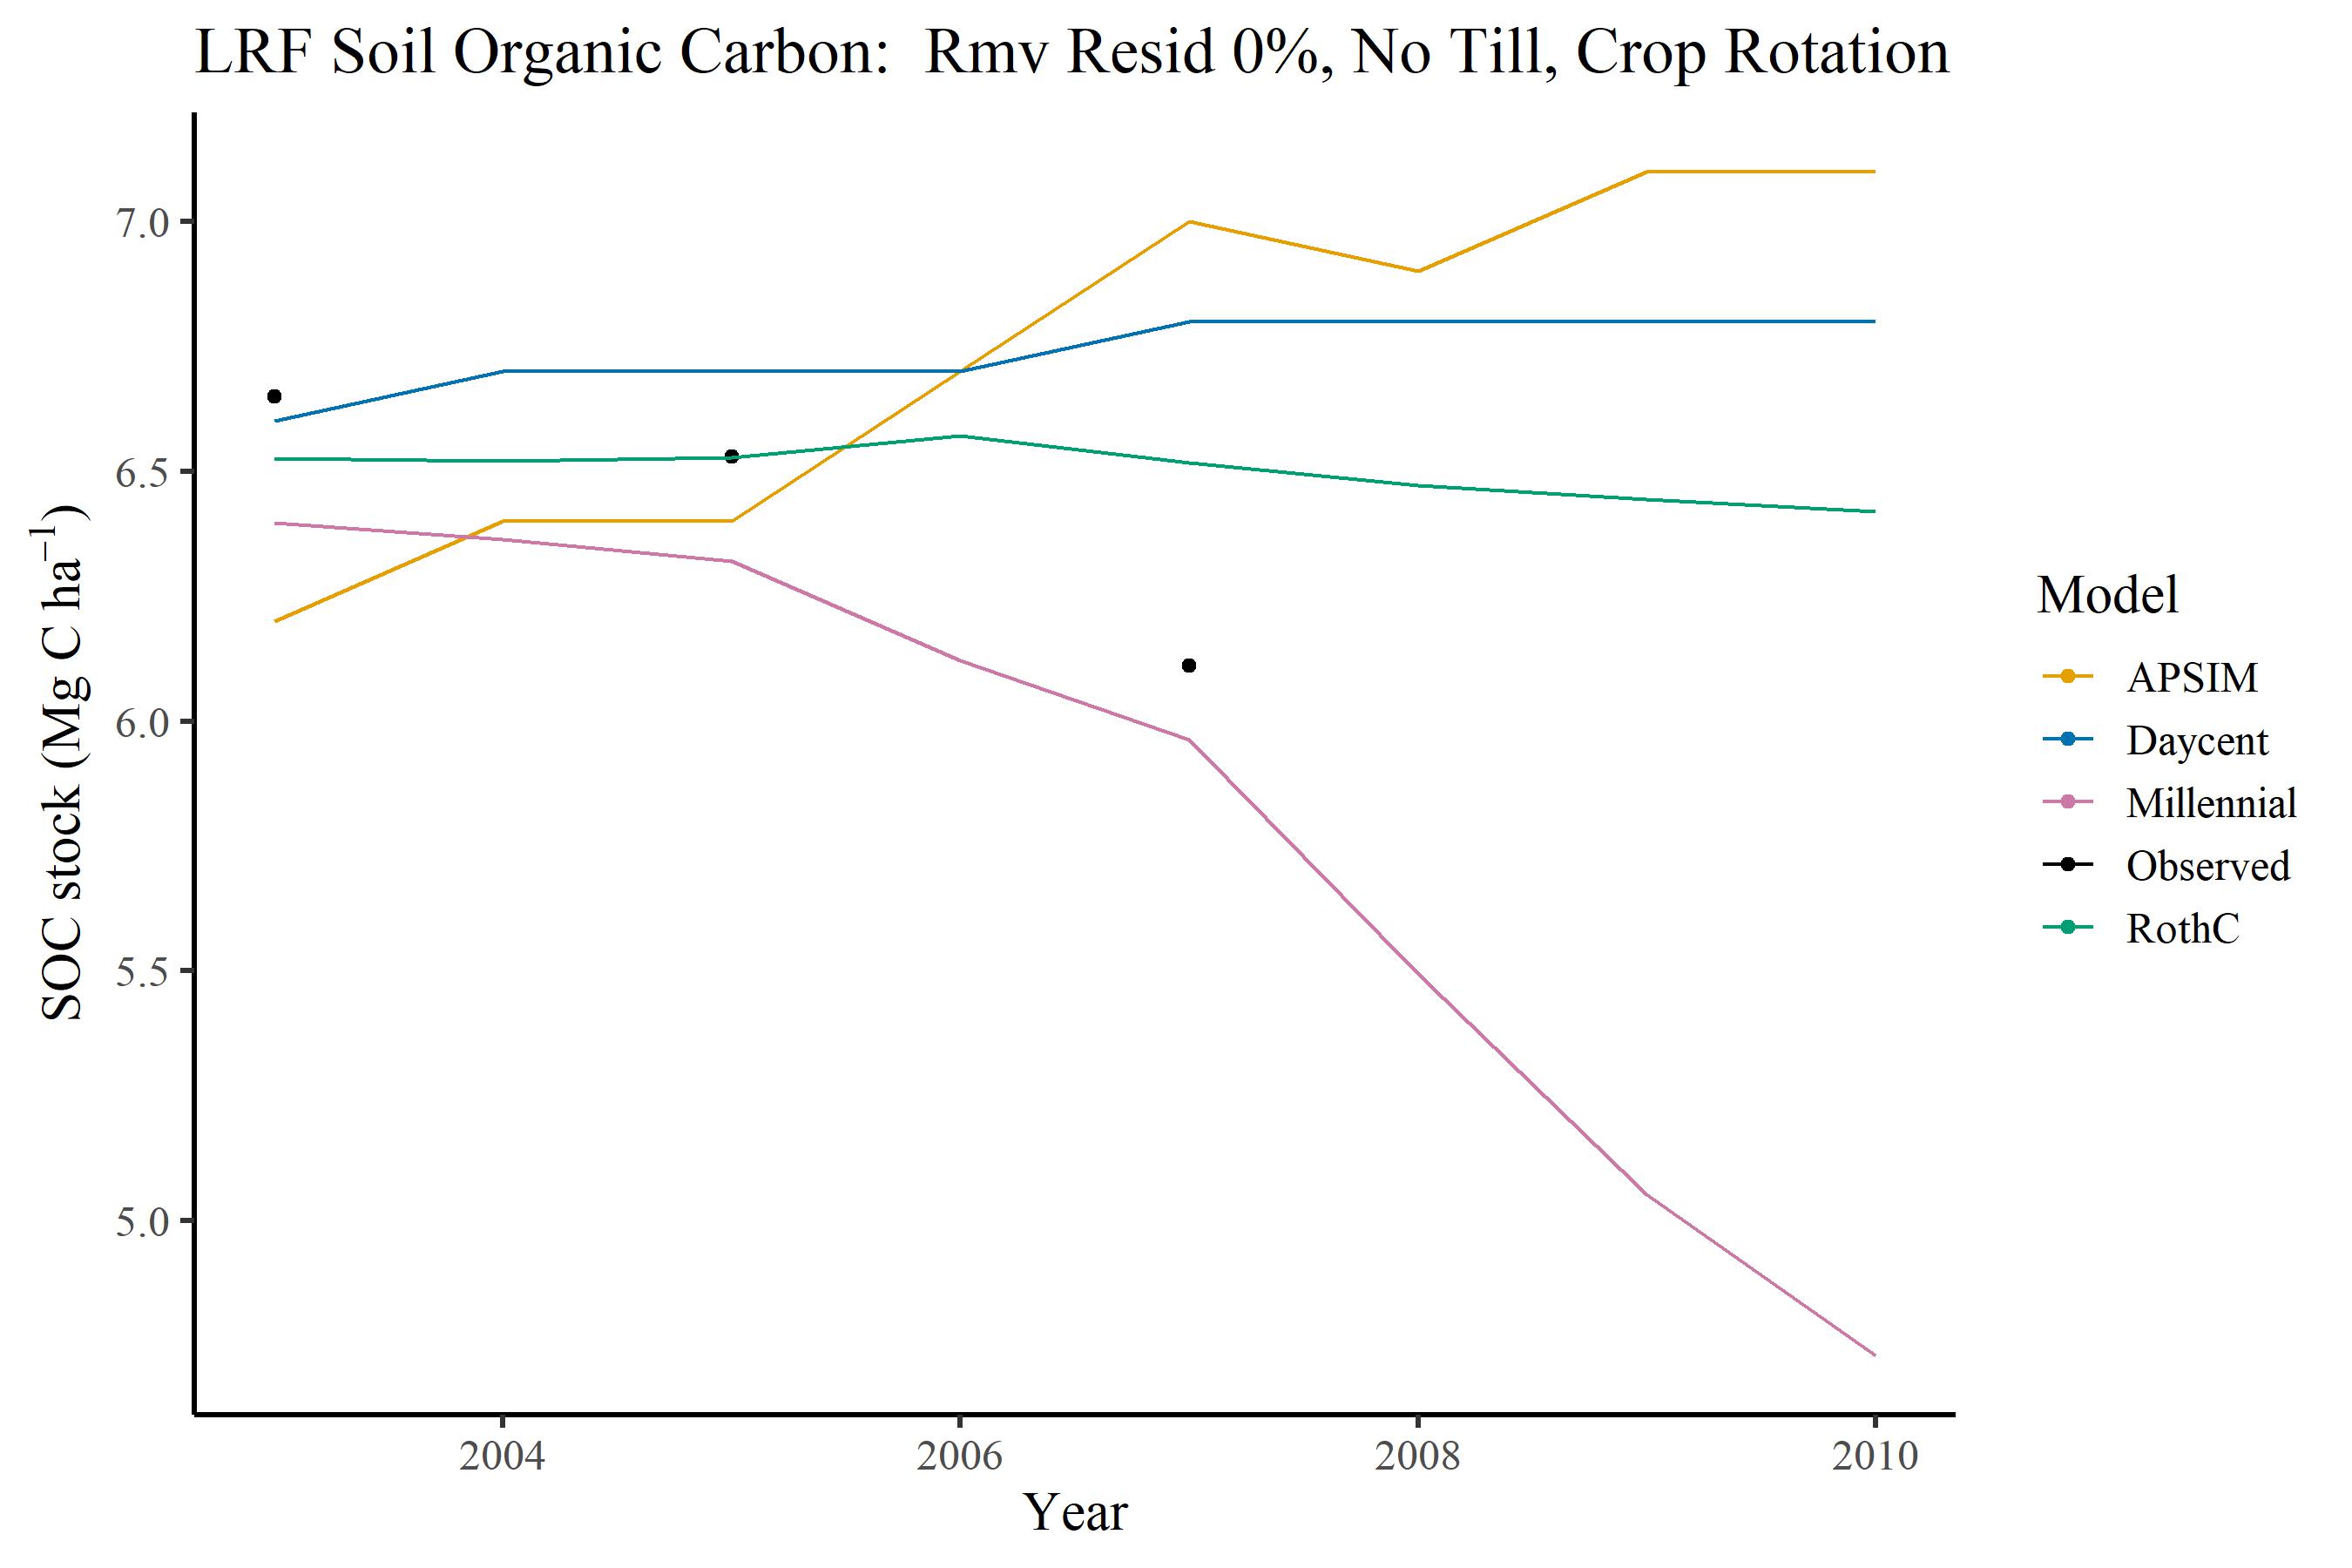 LRF Soil Organic Carbon:  Rmv Resid 0%, No Till, Crop Rotation
SOC stock (Mg C ha⁻¹)
7.0
6.5
6.0
5.5
5.0
2004
2006
2008
2010
Year
Model
APSIM
Daycent
Millennial
Observed
RothC